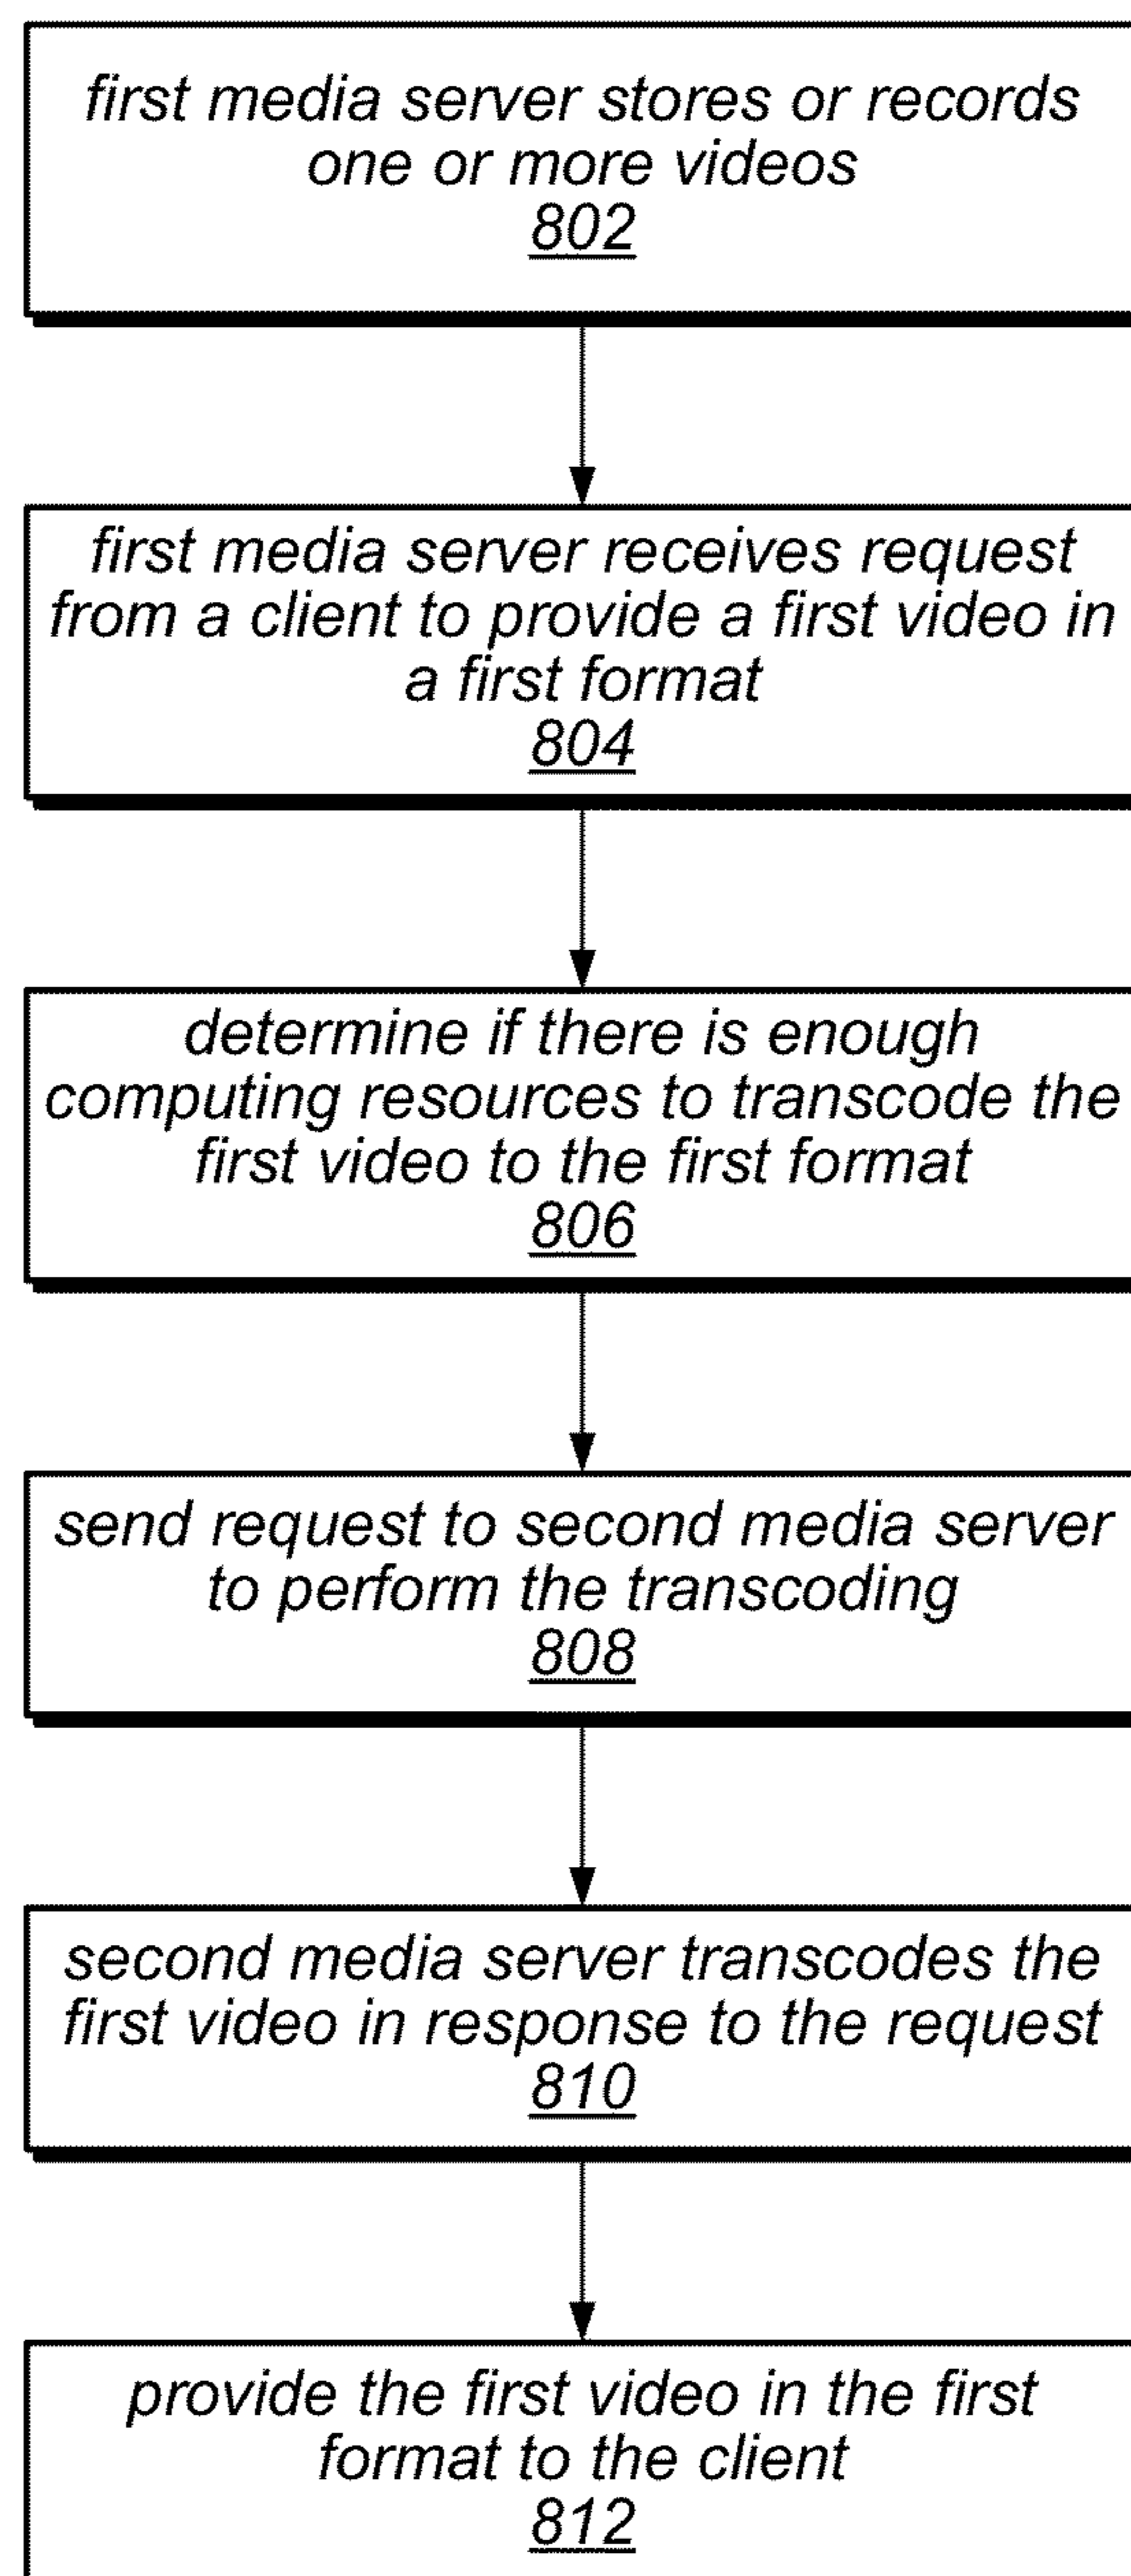 first media server stores or records
one or more videos
802
first media server receives request
from a client to provide a first video in
a first format
804
determine if there is enough
computing resources to transcode the
first video to the first format
806
send request to second media server
to perform the transcoding
808
second media server transcodes the
first video in response to the request
810
provide the first video in the first
format to the client
812